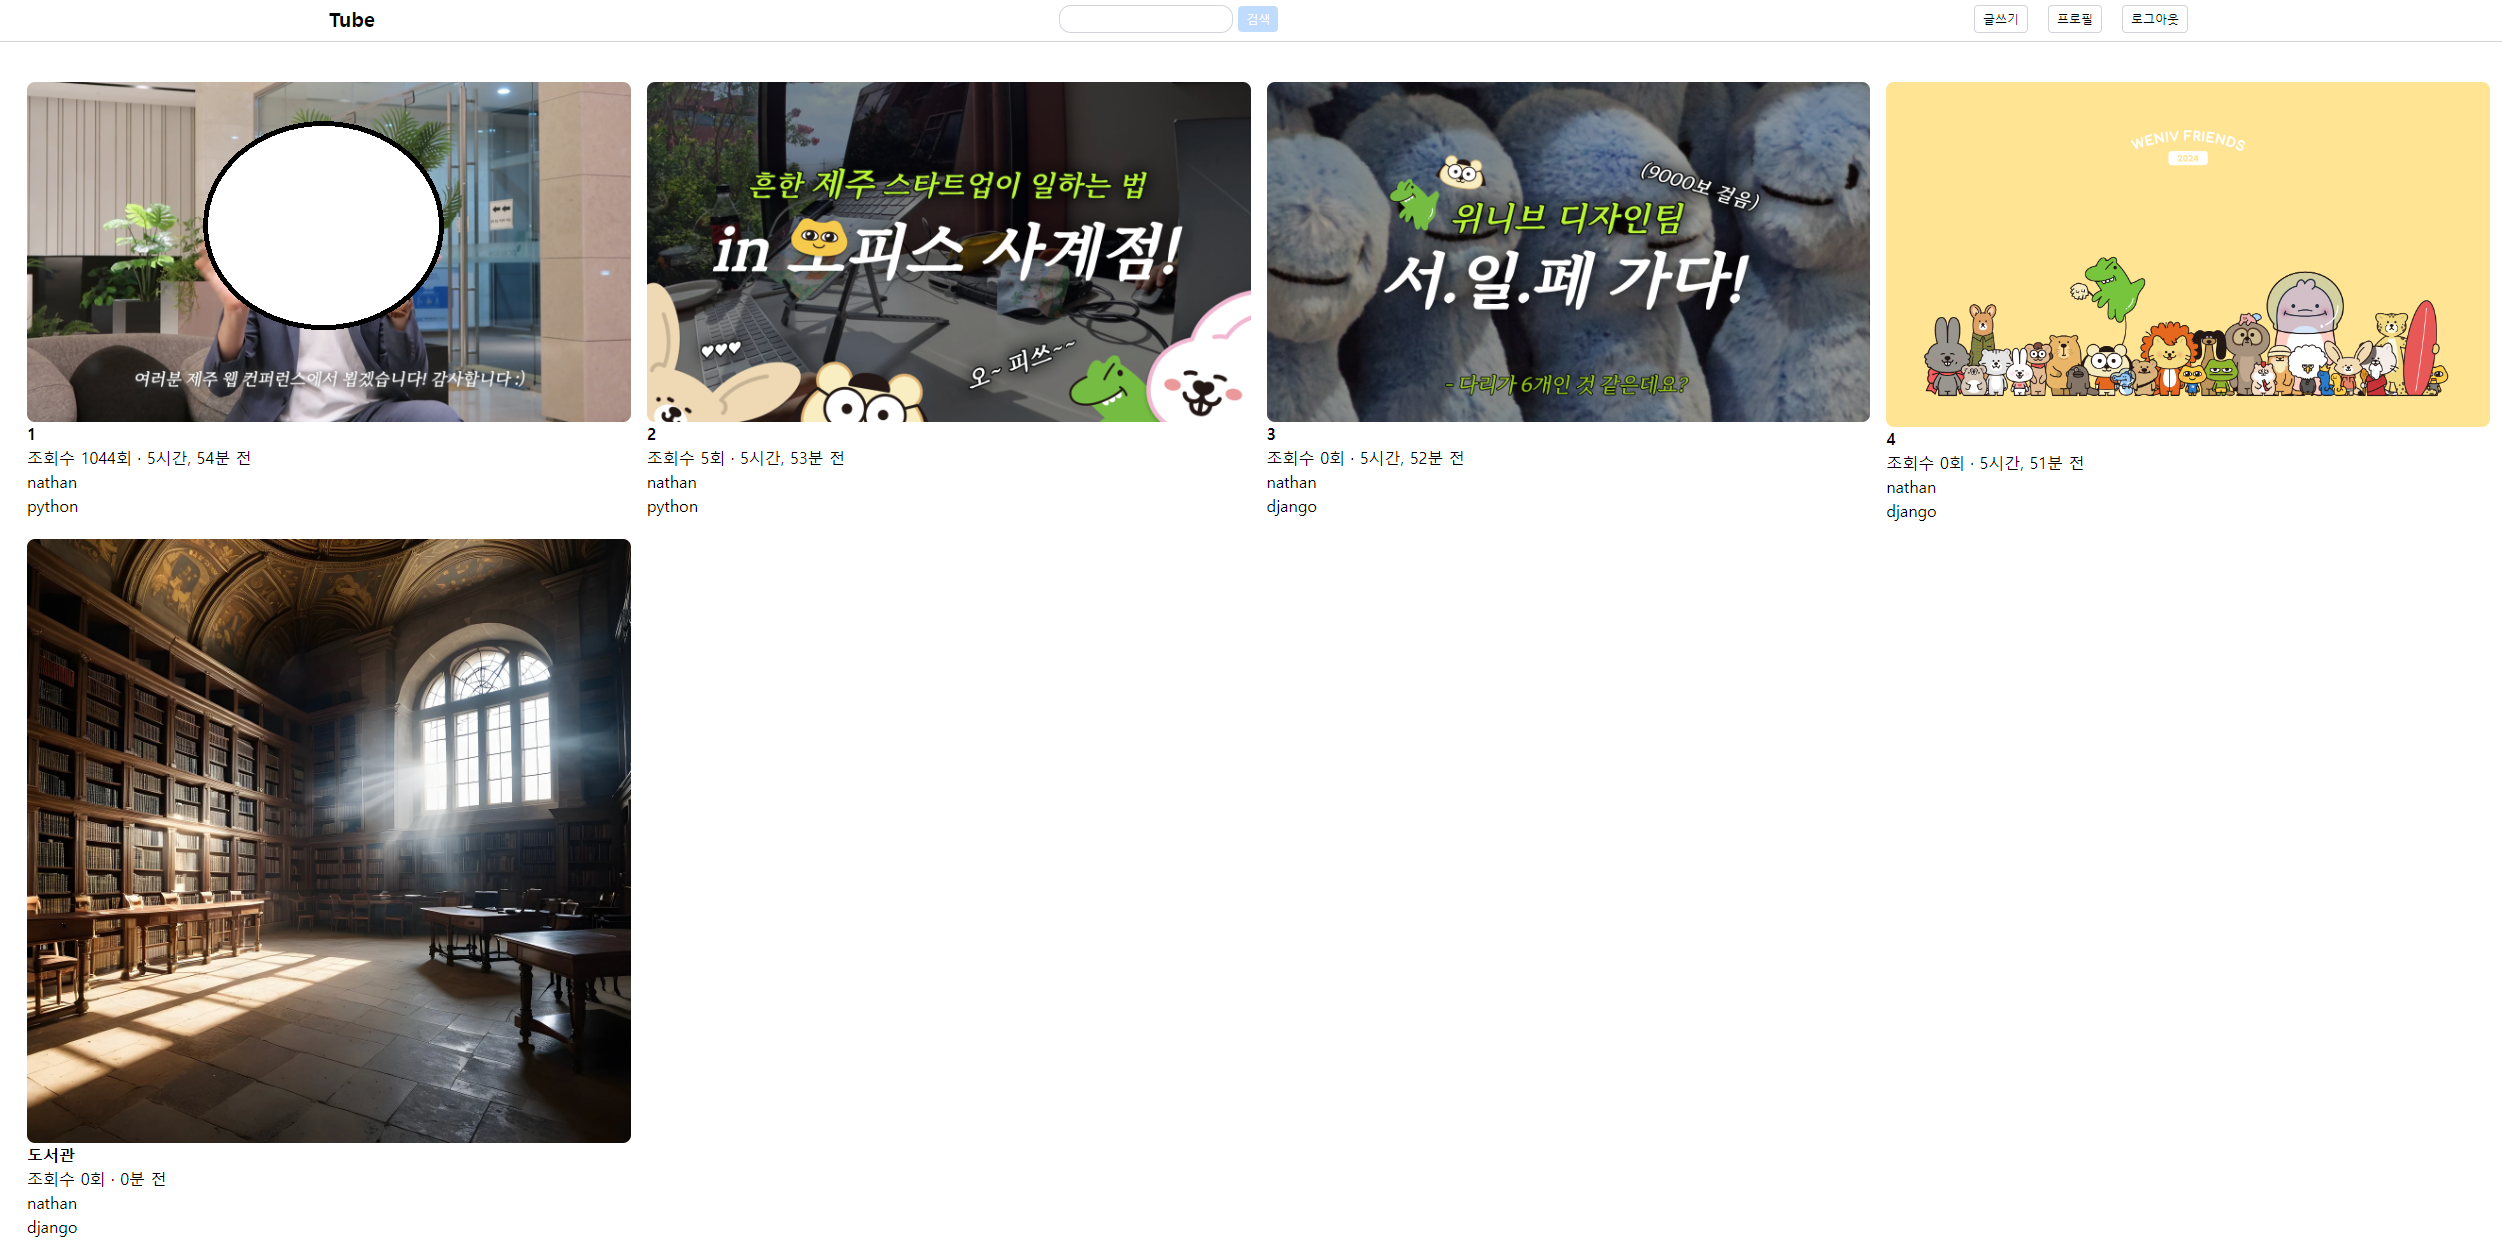 Tube
검색
글쓰기
프로필
로그아웃
여러분 제주 웹 컨퍼런스에서 뵙겠습니다! 감사합니다 :)
1
조회수 1044회 · 5시간, 54분 전
nathan
python
흔한 제주 스타트업이 일하는 법
in 오피스 사계점!
♥♥♥
오~ 피쓰~~
2
조회수 5회 · 5시간, 53분 전
nathan
python
(9000보 걸음)
위니브 디자인팀
서.일.페 가다!
- 다리가 6개인 것 같은데요?
3
조회수 0회 · 5시간, 52분 전
nathan
django
WENIV FRIENDS
2024
4
조회수 0회 · 5시간, 51분 전
nathan
django
도서관
조회수 0회 · 0분 전
nathan
django